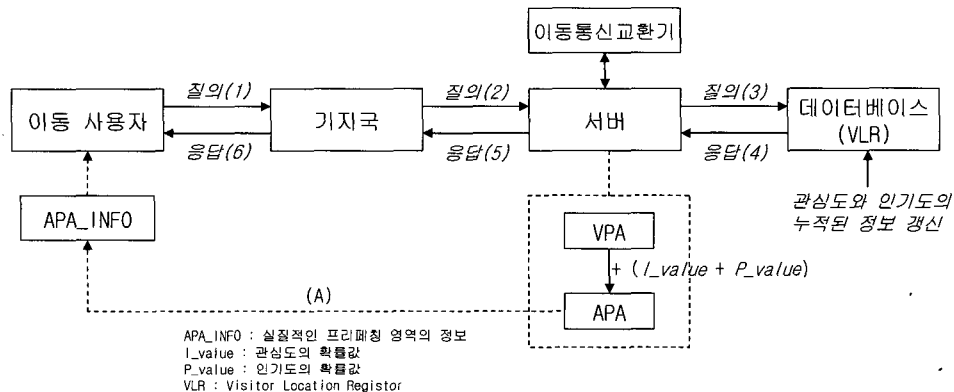 이동통신교환기
질의(1)
질의(2)
질의(3)
이동 사용자
기지국
서버
데이터베이스
(VLR)
응답(6)
응답(5)
응답(4)
관심도와 인기도의
누적된 정보 갱신
APA_INFO
VPA
+ (I_value + P_value)
(A)
APA
APA_INFO : 실질적인 프리페칭 영역의 정보
I_value : 관심도의 확률값
P_value : 인기도의 확률값
VLR : Visitor Location Registor